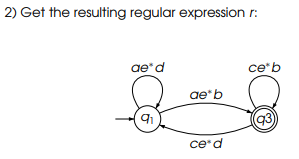 2) Get the resulting regular expression r:
ae*d
ce*b
ae*b
q1
q3
ce*d